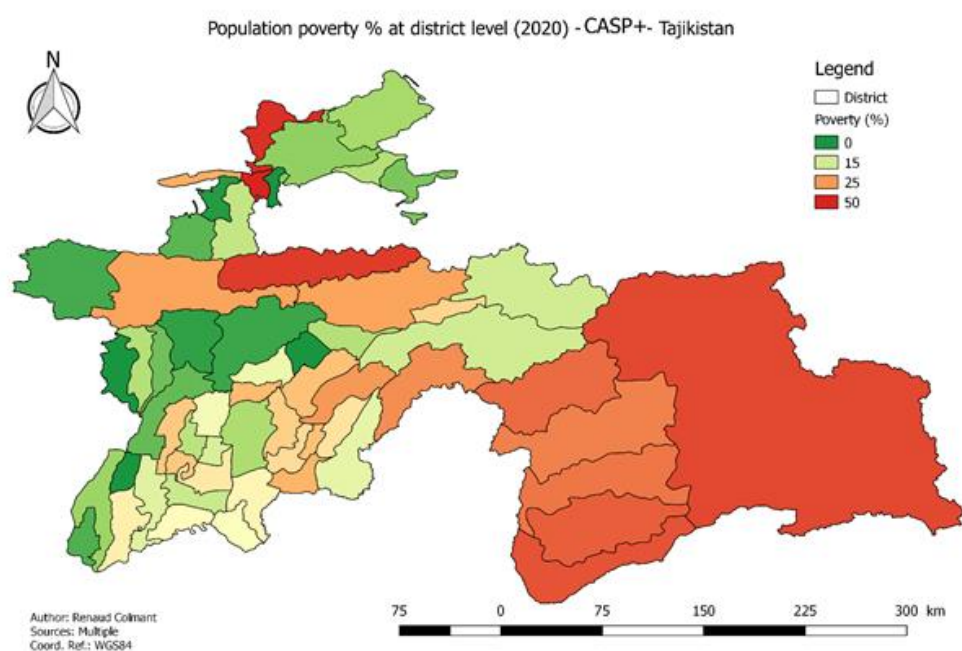 Population poverty % at district level (2020) - CASP+- Tajikistan
N
Legend
District
Poverty (%)
0
15
25
50
Author: Renaud Colmant
Sources: Multiple
Coord. Ref.: WGS84
75 0 75 150 225 300 km